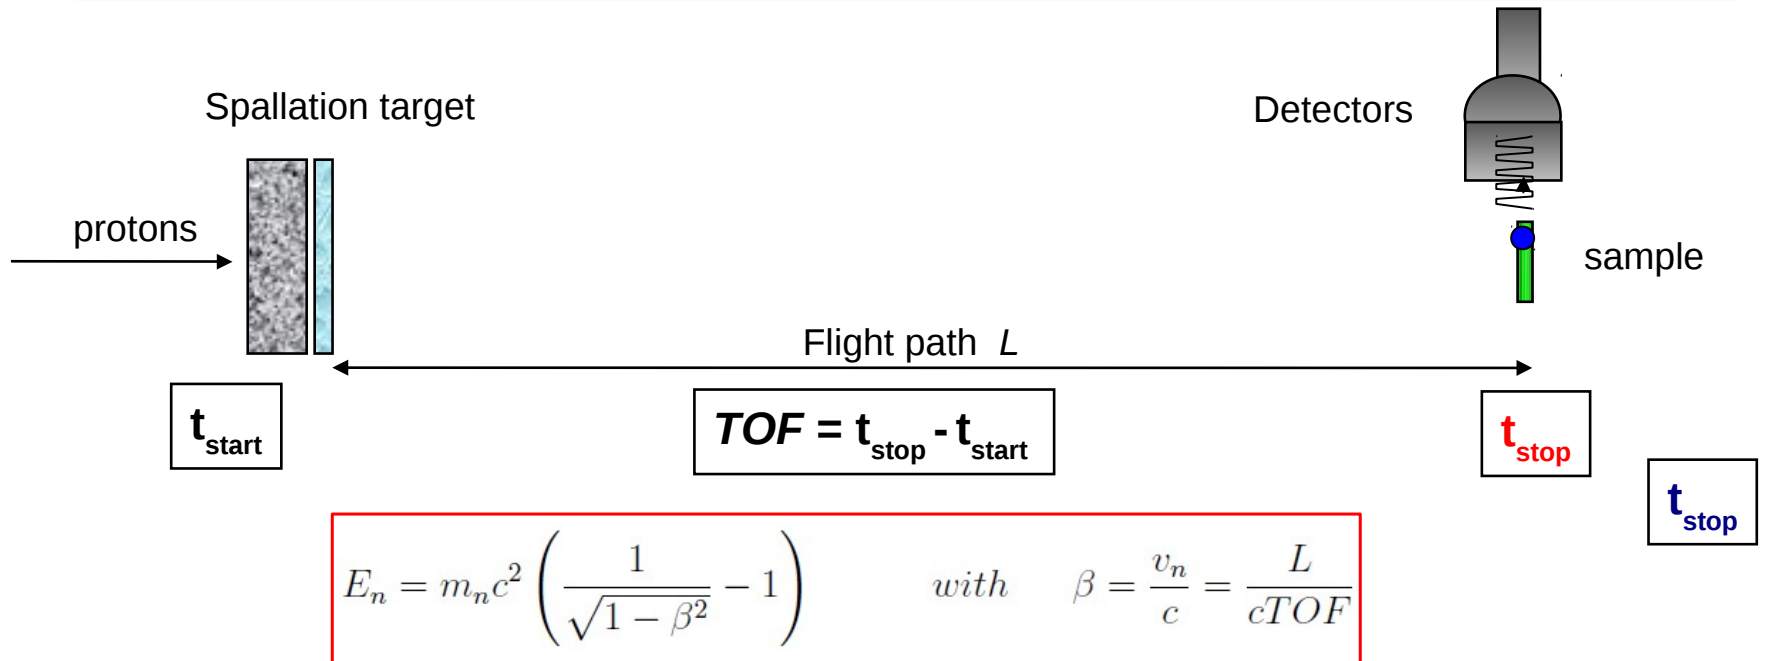 Spallation target
Detectors
protons
sample
Flight path L
t_start
TOF = t_stop - t_start
t_stop
t_stop
E_n = m_n c^2 ( 1 / √(1 − β^2) − 1 ) with β = v_n / c = L / cTOF